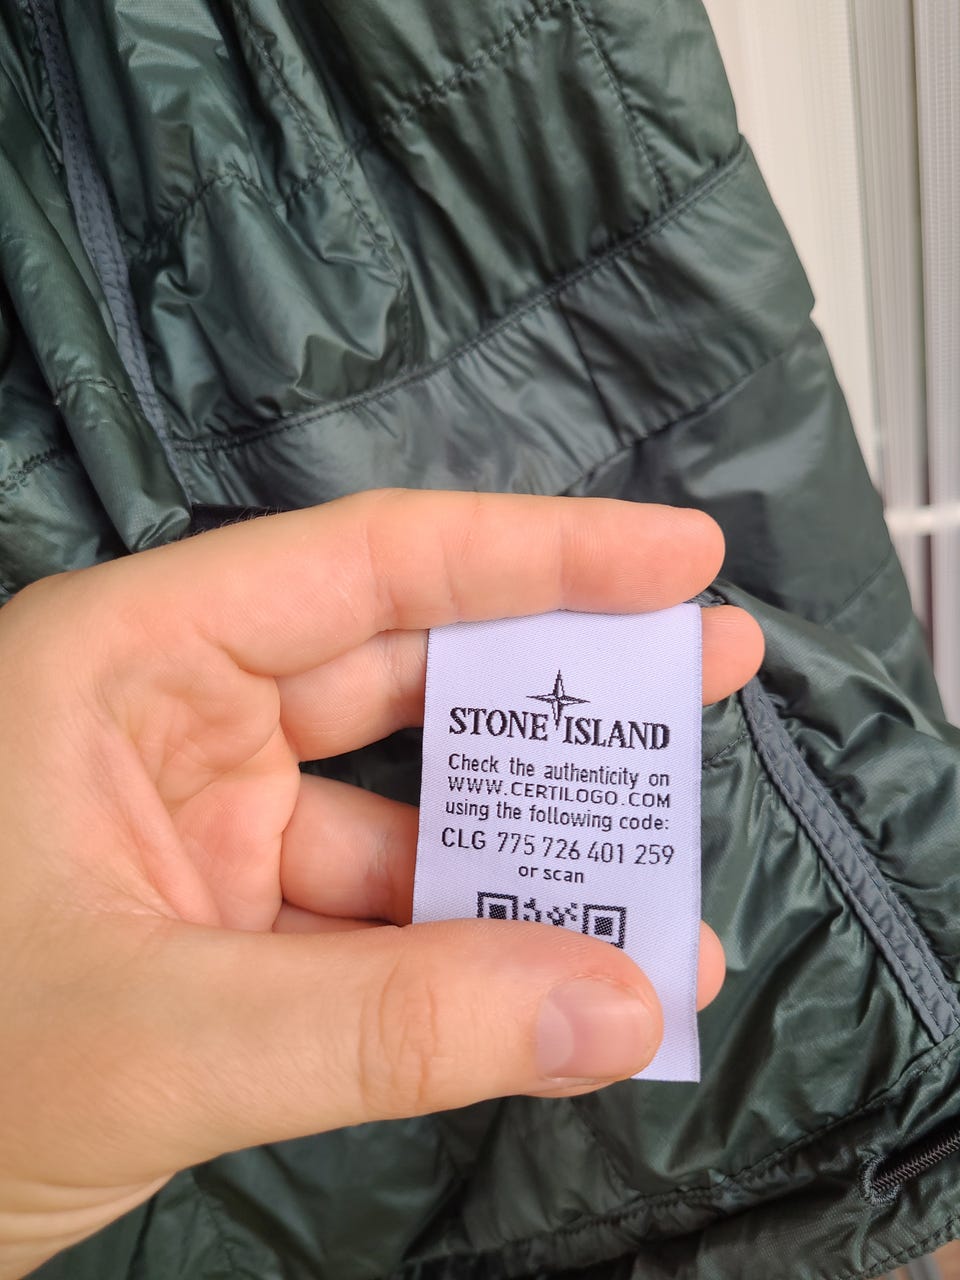 STONE ISLAND
Check the authenticity on
WWW.CERTILOGO.COM
using the following code:
CLG 775 726 401 259
or scan